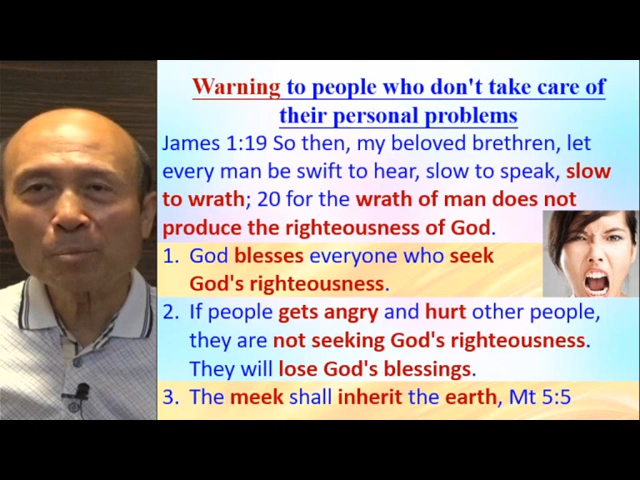 Warning to people who don't take care of
their personal problems
James 1:19 So then, my beloved brethren, let
every man be swift to hear, slow to speak, slow
to wrath; 20 for the wrath of man does not
produce the righteousness of God.
1. God blesses everyone who seek
God's righteousness.
2. If people gets angry and hurt other people,
they are not seeking God's righteousness.
They will lose God's blessings.
3. The meek shall inherit the earth, Mt 5:5